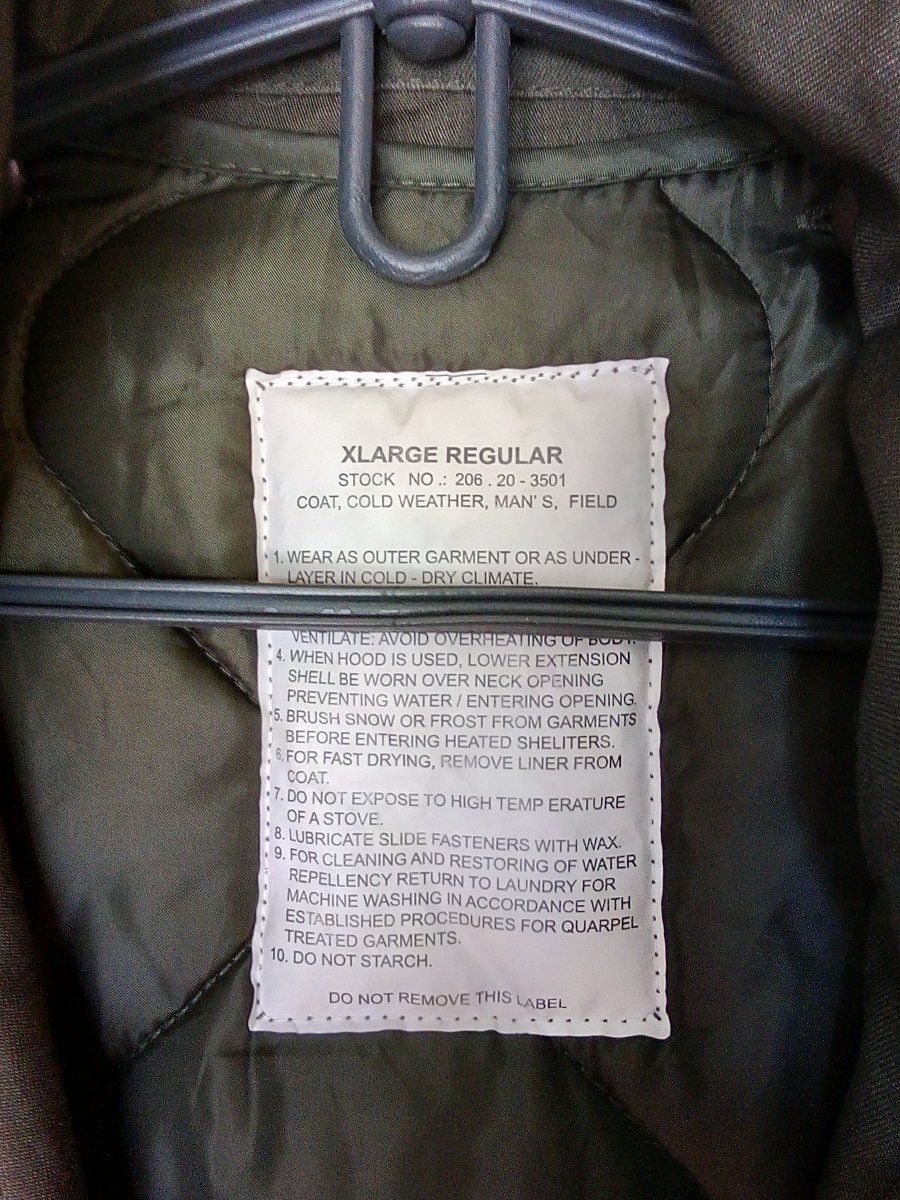 XLARGE REGULAR
STOCK NO.: 206 . 20 - 3501
COAT, COLD WEATHER, MAN' S, FIELD
1. WEAR AS OUTER GARMENT OR AS UNDER -
LAYER IN COLD - DRY CLIMATE.
VENTILATE: AVOID OVERHEATING OF BODY.
4. WHEN HOOD IS USED, LOWER EXTENSION
SHELL BE WORN OVER NECK OPENING
PREVENTING WATER / ENTERING OPENING.
5. BRUSH SNOW OR FROST FROM GARMENTS
BEFORE ENTERING HEATED SHELITERS.
6. FOR FAST DRYING, REMOVE LINER FROM
COAT.
7. DO NOT EXPOSE TO HIGH TEMP ERATURE
OF A STOVE.
8. LUBRICATE SLIDE FASTENERS WITH WAX.
9. FOR CLEANING AND RESTORING OF WATER
REPELLENCY RETURN TO LAUNDRY FOR
MACHINE WASHING IN ACCORDANCE WITH
ESTABLISHED PROCEDURES FOR QUARPEL
TREATED GARMENTS.
10. DO NOT STARCH.
DO NOT REMOVE THIS LABEL